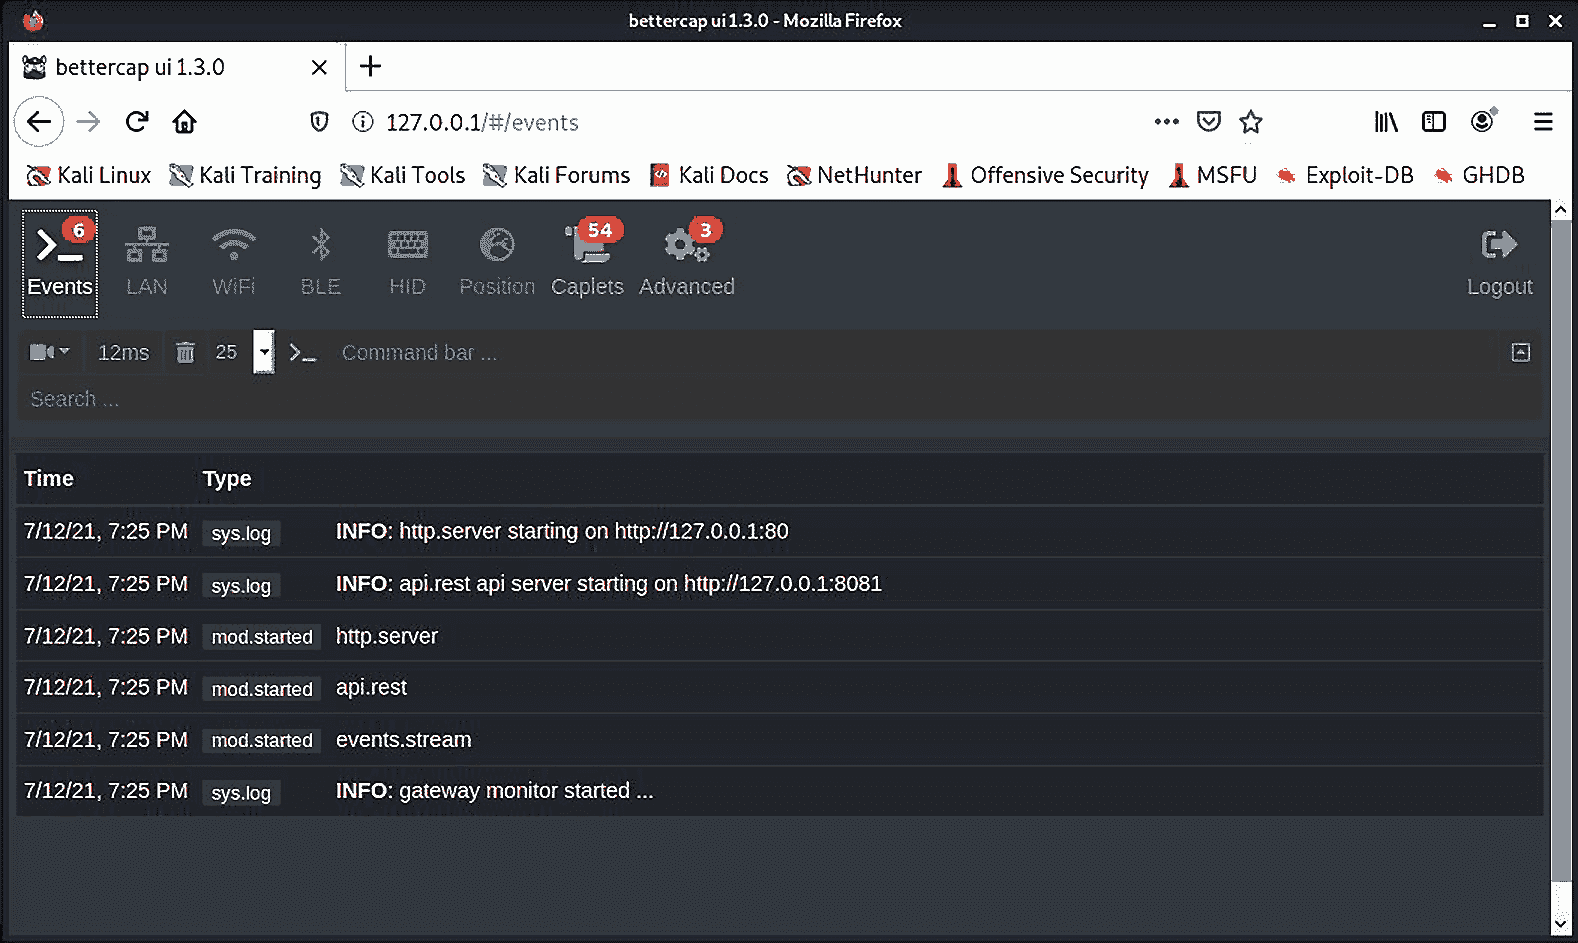 bettercap ui 1.3.0 - Mozilla Firefox
bettercap ui 1.3.0
127.0.0.1/#/events
Kali Linux Kali Training Kali Tools Kali Forums Kali Docs NetHunter Offensive Security MSFU Exploit-DB GHDB
6 54 3
Events LAN WiFi BLE HID Position Caplets Advanced Logout
12ms 25 Command bar ...
Search ...
Time Type
7/12/21, 7:25 PM sys.log INFO: http.server starting on http://127.0.0.1:80
7/12/21, 7:25 PM sys.log INFO: api.rest api server starting on http://127.0.0.1:8081
7/12/21, 7:25 PM mod.started http.server
7/12/21, 7:25 PM mod.started api.rest
7/12/21, 7:25 PM mod.started events.stream
7/12/21, 7:25 PM sys.log INFO: gateway monitor started ...